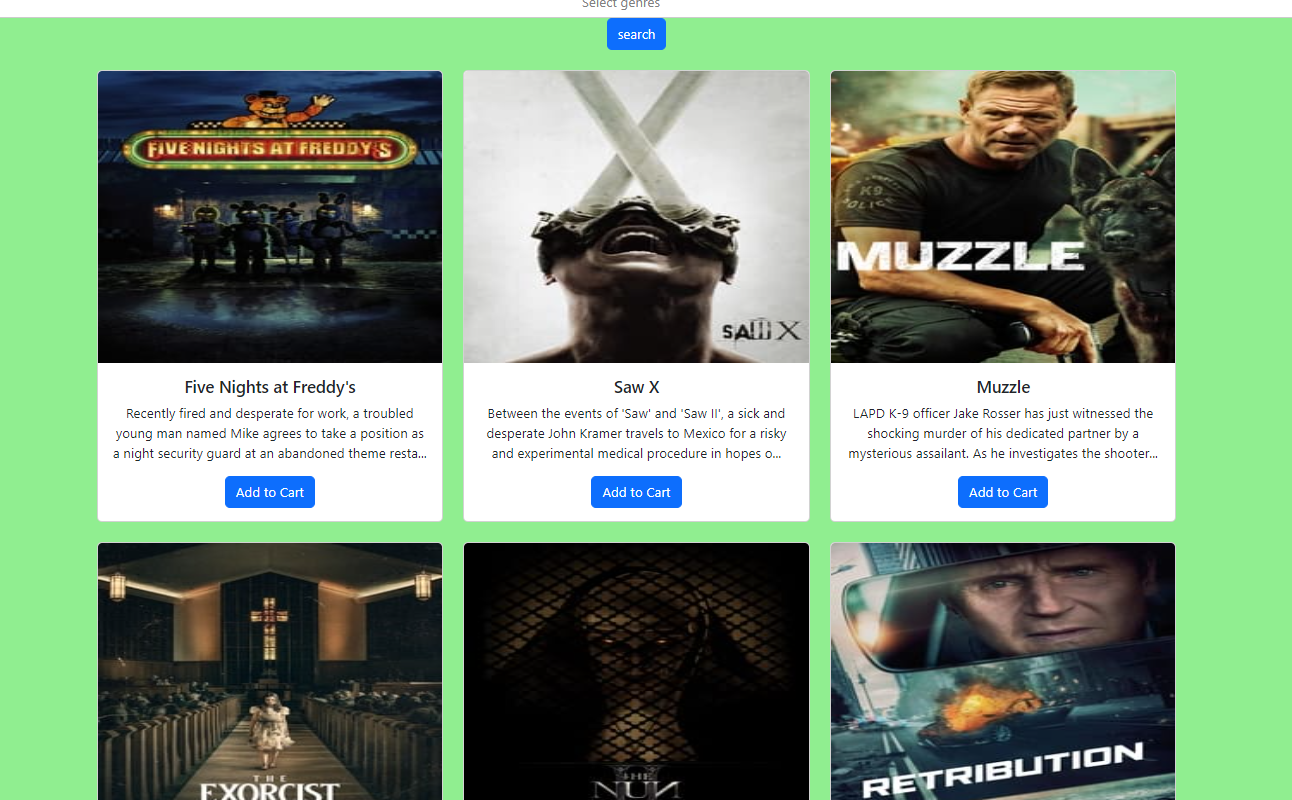 Select genres
search
FIVE NIGHTS AT FREDDY'S
SAW X
K9
POLICE
MUZZLE
Five Nights at Freddy's
Saw X
Muzzle
Recently fired and desperate for work, a troubled
young man named Mike agrees to take a position as
a night security guard at an abandoned theme resta...
Between the events of 'Saw' and 'Saw II', a sick and
desperate John Kramer travels to Mexico for a risky
and experimental medical procedure in hopes o...
LAPD K-9 officer Jake Rosser has just witnessed the
shocking murder of his dedicated partner by a
mysterious assailant. As he investigates the shooter...
Add to Cart
Add to Cart
Add to Cart
THE
EXORCIST
THE
NUN
RETRIBUTION